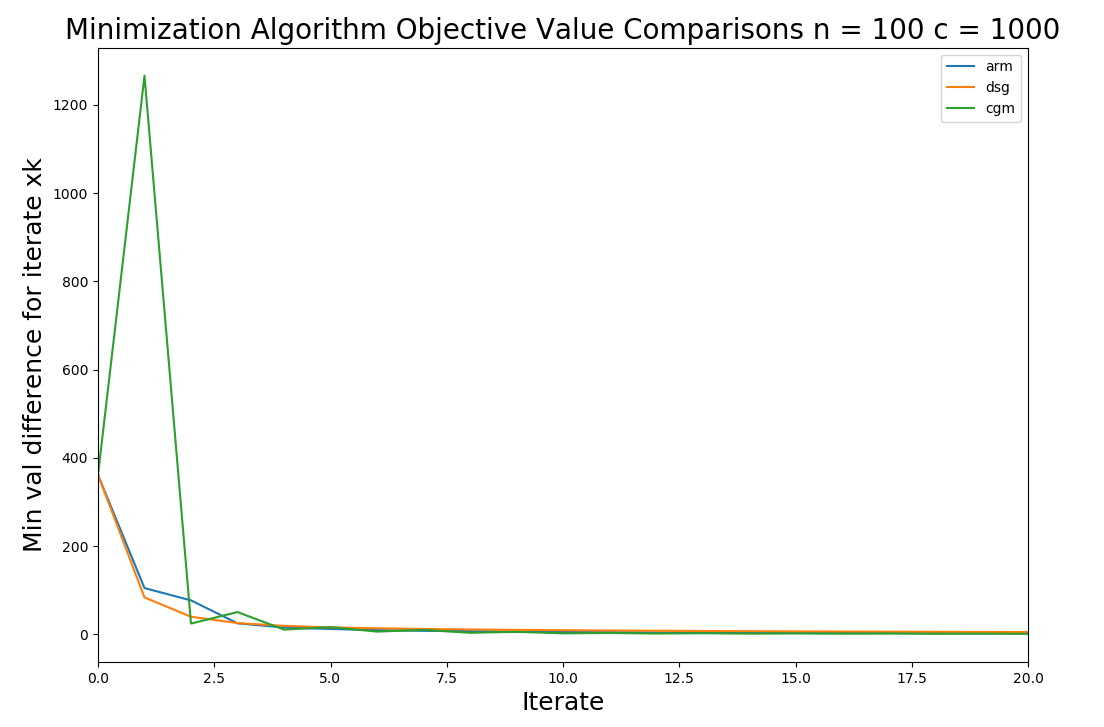 Minimization Algorithm Objective Value Comparisons n = 100 c = 1000
arm
dsg
cgm
Min val difference for iterate xk
1200
1000
800
600
400
200
0
0.0 2.5 5.0 7.5 10.0 12.5 15.0 17.5 20.0
Iterate